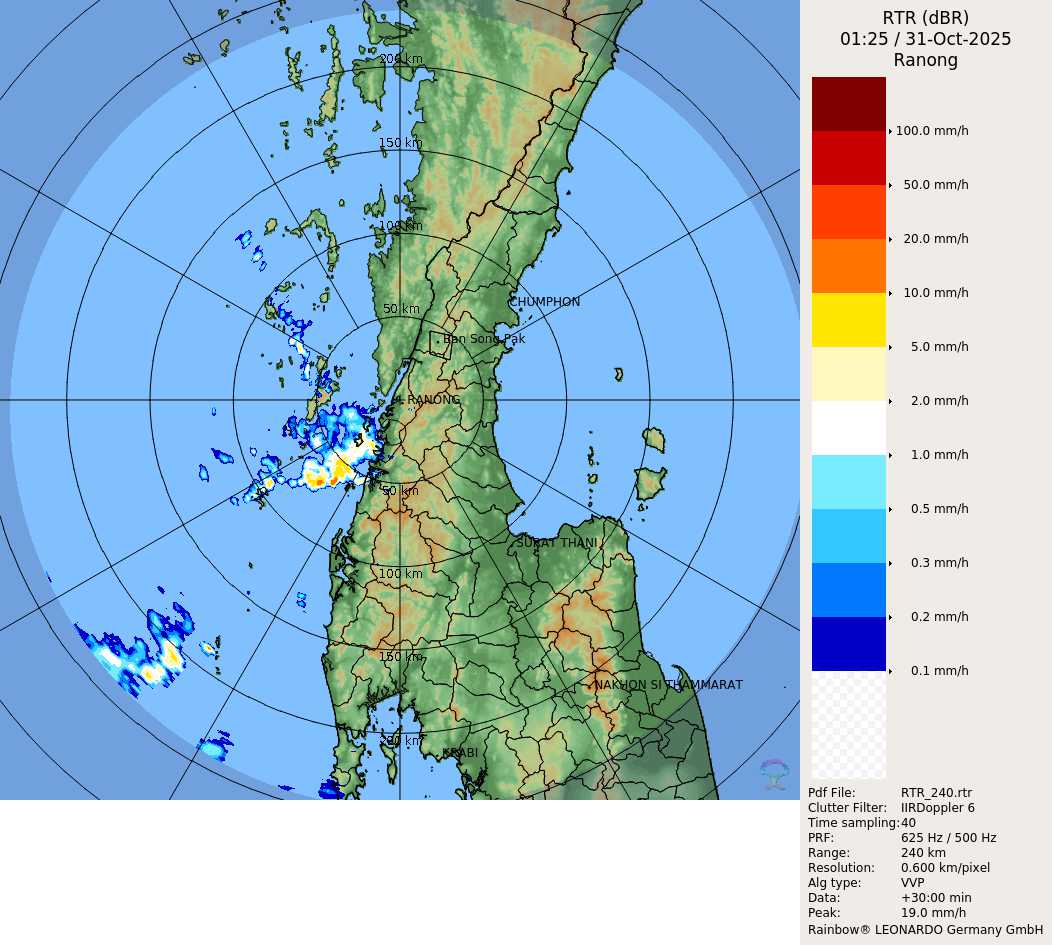 RTR (dBR)
01:25 / 31-Oct-2025
Ranong
200 km
150 km
100 km
50 km
CHUMPHON
Ban Song Pak
RANONG
50 km
SURAT THANI
100 km
150 km
NAKHON SI THAMMARAT
200 km
KRABI
100.0 mm/h
50.0 mm/h
20.0 mm/h
10.0 mm/h
5.0 mm/h
2.0 mm/h
1.0 mm/h
0.5 mm/h
0.3 mm/h
0.2 mm/h
0.1 mm/h
Pdf File: RTR_240.rtr
Clutter Filter: IIRDoppler 6
Time sampling: 40
PRF: 625 Hz / 500 Hz
Range: 240 km
Resolution: 0.600 km/pixel
Alg type: VVP
Data: +30:00 min
Peak: 19.0 mm/h
Rainbow® LEONARDO Germany GmbH